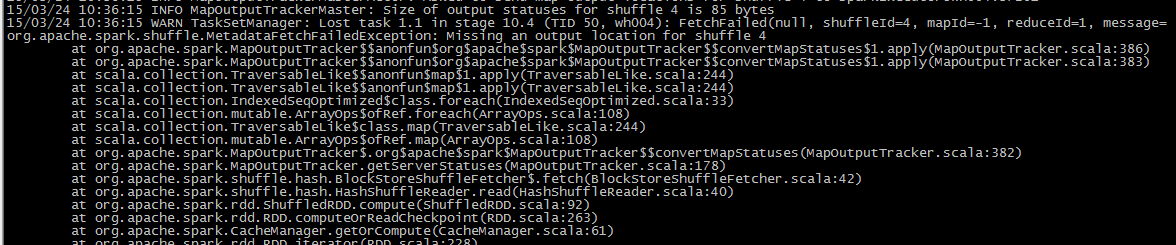 15/03/24 10:36:15 INFO MapOutputTrackerMaster: Size of output statuses for shuffle 4 is 85 bytes
15/03/24 10:36:15 WARN TaskSetManager: Lost task 1.1 in stage 10.4 (TID 50, wh004): FetchFailed(null, shuffleId=4, mapId=-1, reduceId=1, message=
org.apache.spark.shuffle.MetadataFetchFailedException: Missing an output location for shuffle 4
at org.apache.spark.MapOutputTracker$$anonfun$org$apache$spark$MapOutputTracker$$convertMapStatuses$1.apply(MapOutputTracker.scala:386)
at org.apache.spark.MapOutputTracker$$anonfun$org$apache$spark$MapOutputTracker$$convertMapStatuses$1.apply(MapOutputTracker.scala:383)
at scala.collection.TraversableLike$$anonfun$map$1.apply(TraversableLike.scala:244)
at scala.collection.TraversableLike$$anonfun$map$1.apply(TraversableLike.scala:244)
at scala.collection.IndexedSeqOptimized$class.foreach(IndexedSeqOptimized.scala:33)
at scala.collection.mutable.ArrayOps$ofRef.foreach(ArrayOps.scala:108)
at scala.collection.TraversableLike$class.map(TraversableLike.scala:244)
at scala.collection.mutable.ArrayOps$ofRef.map(ArrayOps.scala:108)
at org.apache.spark.MapOutputTracker$.org$apache$spark$MapOutputTracker$$convertMapStatuses(MapOutputTracker.scala:382)
at org.apache.spark.MapOutputTracker.getServerStatuses(MapOutputTracker.scala:178)
at org.apache.spark.shuffle.hash.BlockStoreShuffleFetcher$.fetch(BlockStoreShuffleFetcher.scala:42)
at org.apache.spark.shuffle.hash.HashShuffleReader.read(HashShuffleReader.scala:40)
at org.apache.spark.rdd.ShuffledRDD.compute(ShuffledRDD.scala:92)
at org.apache.spark.rdd.RDD.computeOrReadCheckpoint(RDD.scala:263)
at org.apache.spark.CacheManager.getOrCompute(CacheManager.scala:61)
at org.apache.spark.rdd.RDD.iterator(RDD.scala:228)